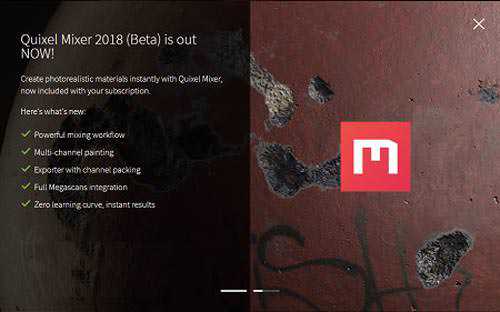 Quixel Mixer 2018 (Beta) is out
NOW!
Create photorealistic materials instantly with Quixel Mixer,
now included with your subscription.
Here's what's new:
Powerful mixing workflow
Multi-channel painting
Exporter with channel packing
Full Megascans integration
Zero learning curve, instant results